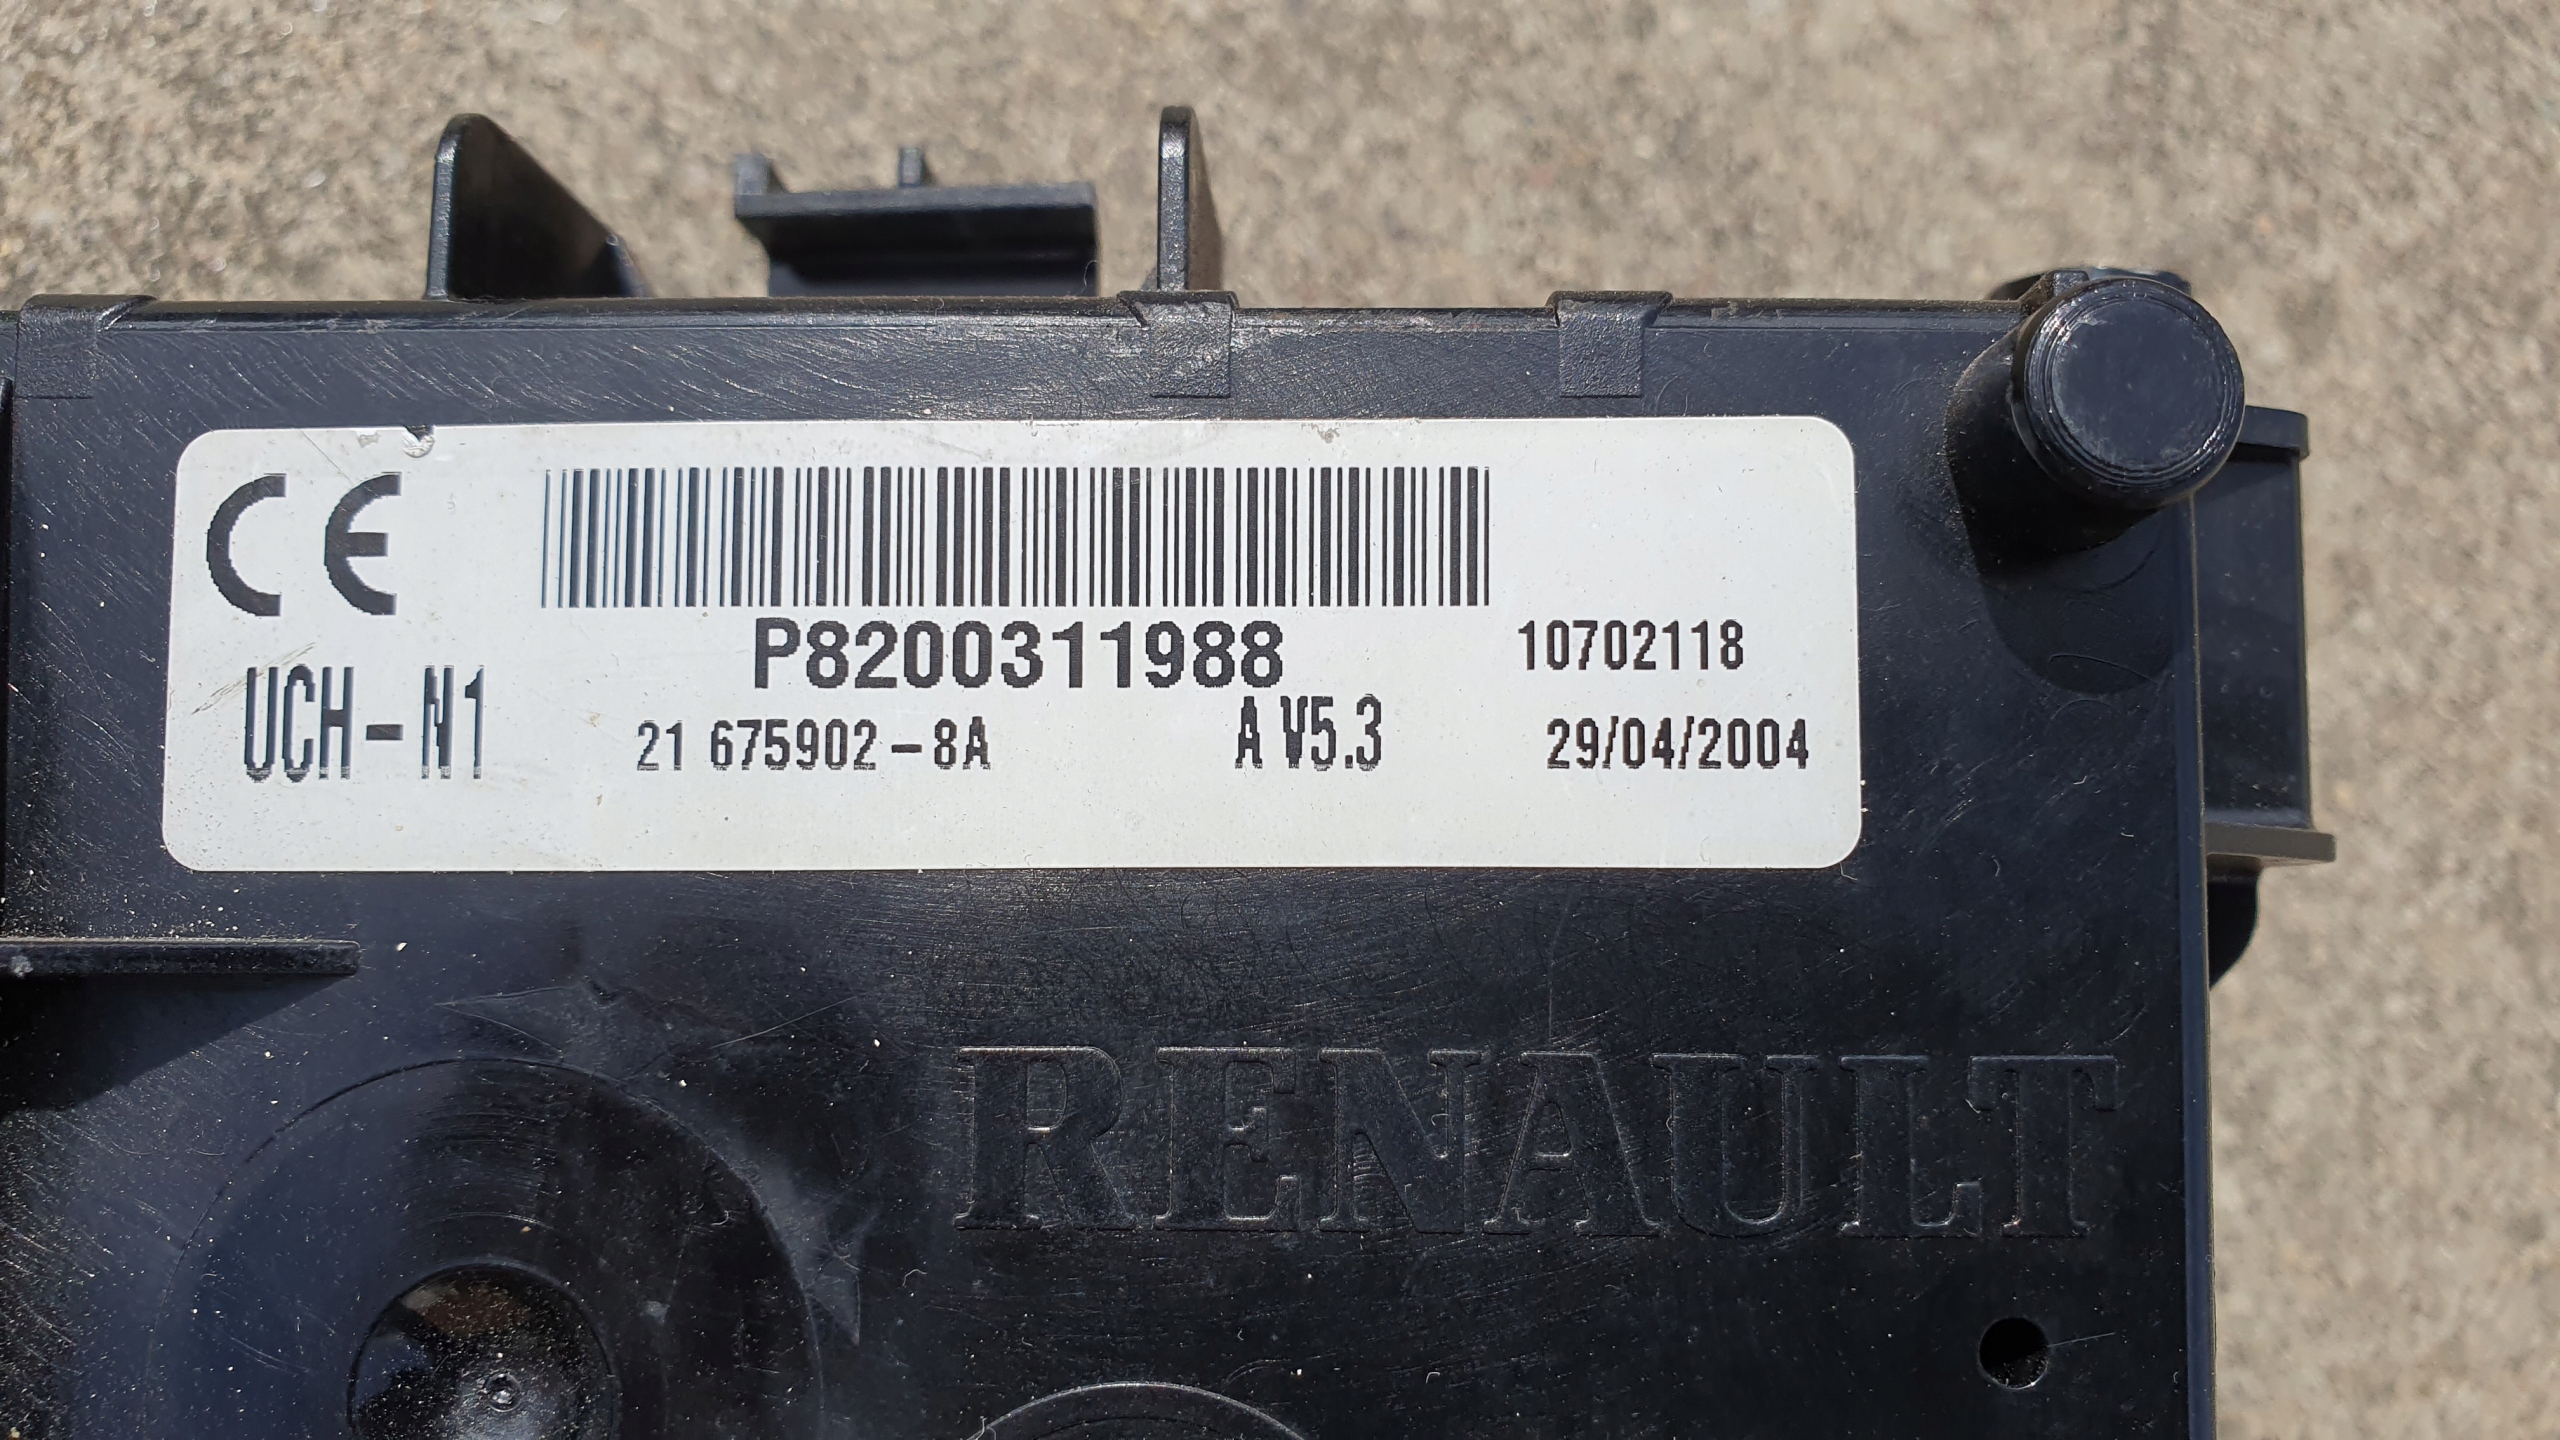 CE
P8200311988 10702118
UCH-N1 21 675902-8A A V5.3 29/04/2004
RENAULT